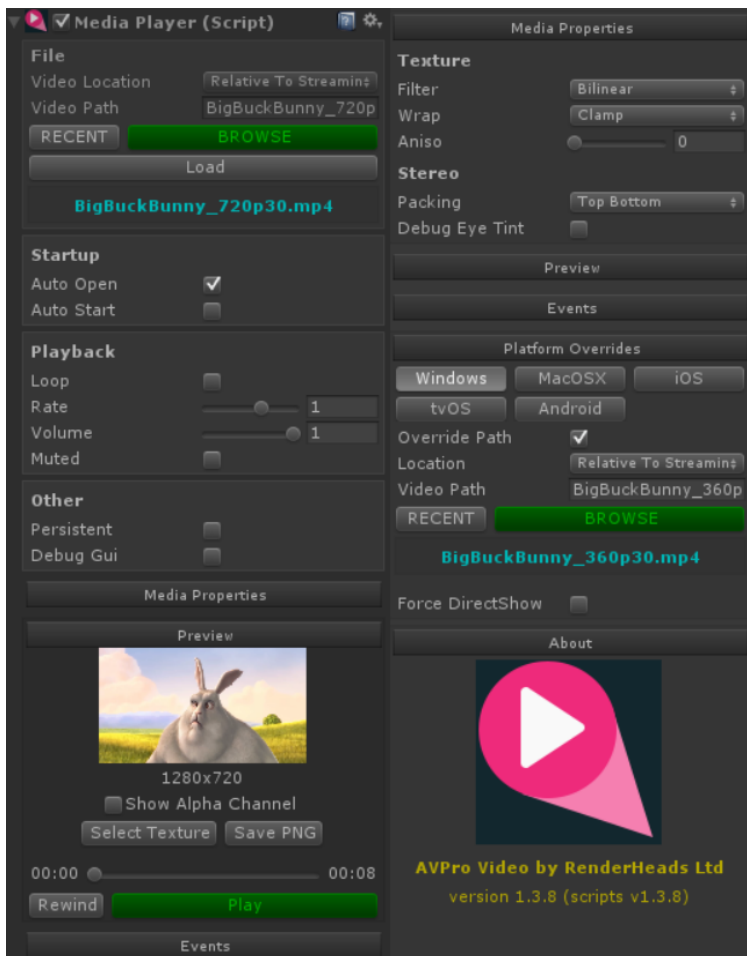 Media Player (Script)
File
Video Location Relative To Streaming
Video Path BigBuckBunny_720p
RECENT BROWSE
Load
BigBuckBunny_720p30.mp4
Startup
Auto Open
Auto Start
Playback
Loop
Rate 1
Volume 1
Muted
Other
Persistent
Debug Gui
Media Properties
Preview
1280x720
Show Alpha Channel
Select Texture Save PNG
00:00 00:08
Rewind Play
Events
Media Properties
Texture
Filter Bilinear
Wrap Clamp
Aniso 0
Stereo
Packing Top Bottom
Debug Eye Tint
Preview
Events
Platform Overrides
Windows MacOSX iOS
tvOS Android
Override Path
Location Relative To Streaming
Video Path BigBuckBunny_360p
RECENT BROWSE
BigBuckBunny_360p30.mp4
Force DirectShow
About
AVPro Video by RenderHeads Ltd
version 1.3.8 (scripts v1.3.8)